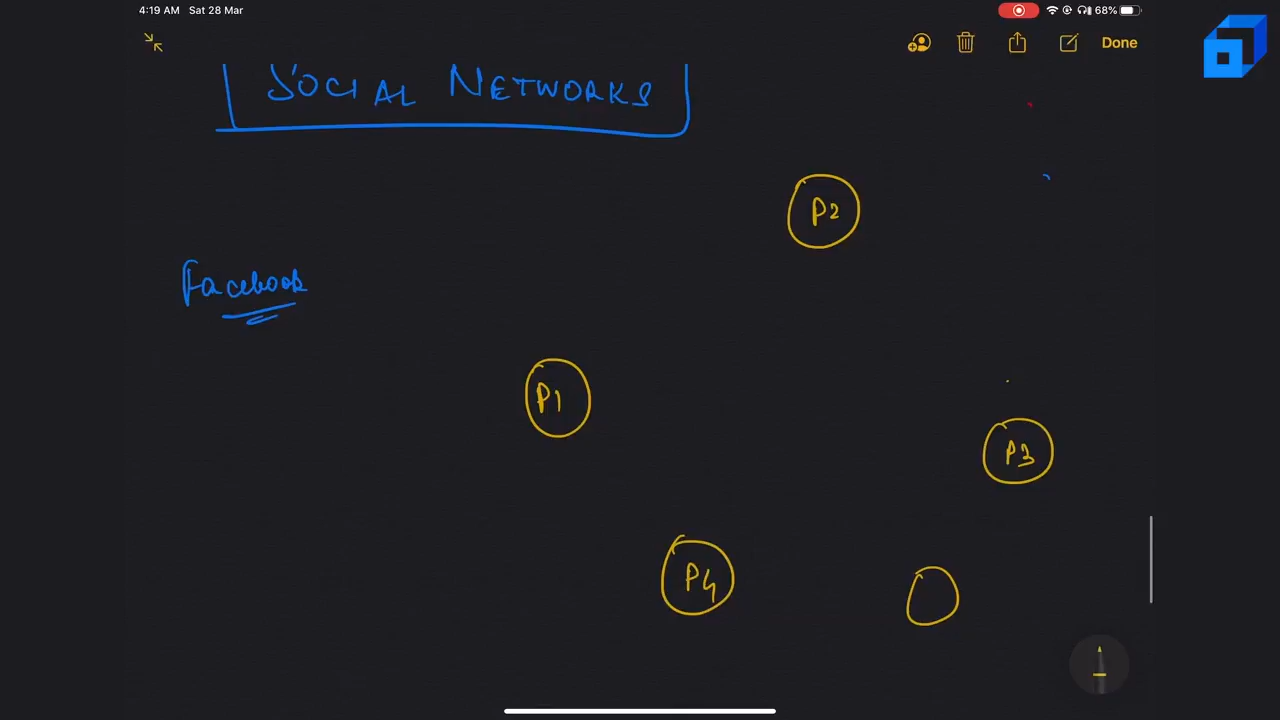 4:19 AM Sat 28 Mar
68%
Done
SOCIAL NETWORKS
P2
Facebook
P1
P3
P4